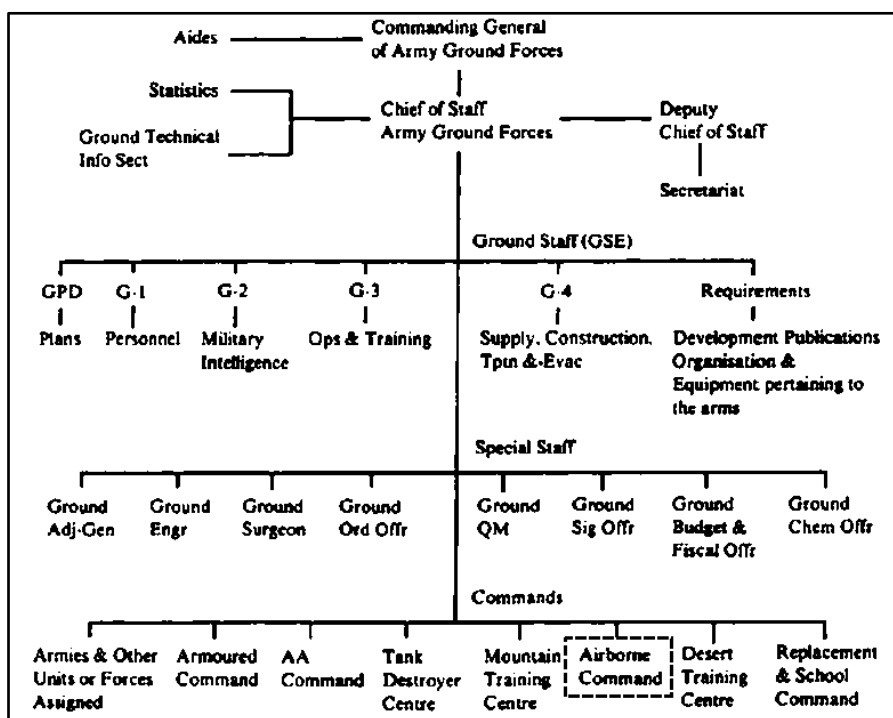 Aides
Commanding General
of Army Ground Forces
Statistics
Ground Technical
Info Sect
Chief of Staff
Army Ground Forces
Deputy
Chief of Staff
Secretariat
Ground Staff (GSE)
GPD
G-1
G-2
G-3
G-4
Requirements
Plans
Personnel
Military
Intelligence
Ops & Training
Supply, Construction,
Tptn &-Evac
Development Publications
Organisation &
Equipment pertaining to
the arms
Special Staff
Ground
Adj-Gen
Ground
Engr
Ground
Surgeon
Ground
Ord Offr
Ground
QM
Ground
Sig Offr
Ground
Budget &
Fiscal Offr
Ground
Chem Offr
Commands
Armies & Other
Units or Forces
Assigned
Armoured
Command
AA
Command
Tank
Destroyer
Centre
Mountain
Training
Centre
Airborne
Command
Desert
Training
Centre
Replacement
& School
Command